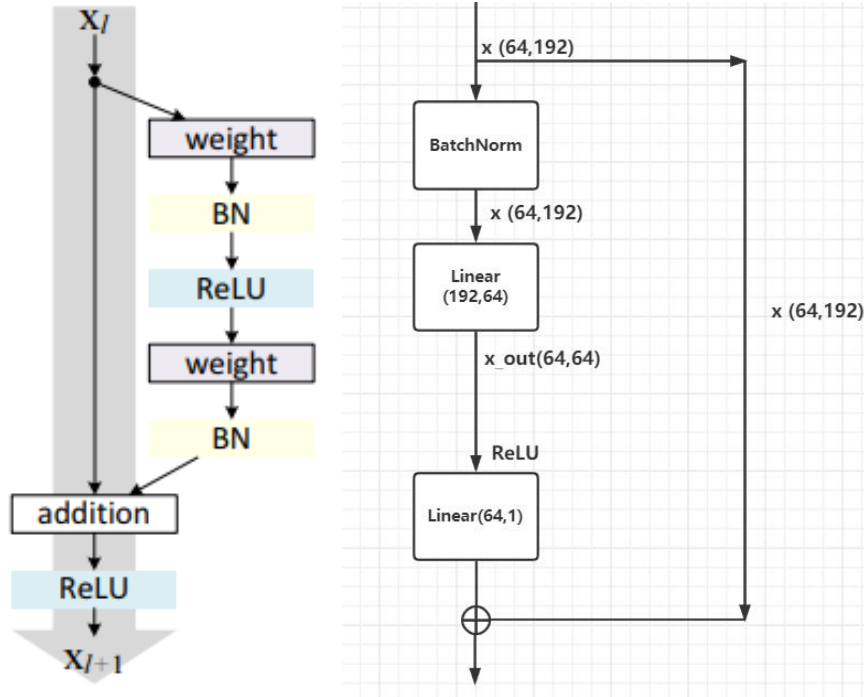 x_l
weight
BN
ReLU
weight
BN
addition
ReLU
x_{l+1}
x (64,192)
BatchNorm
x (64,192)
Linear
(192,64)
x (64,192)
x_out(64,64)
ReLU
Linear(64,1)